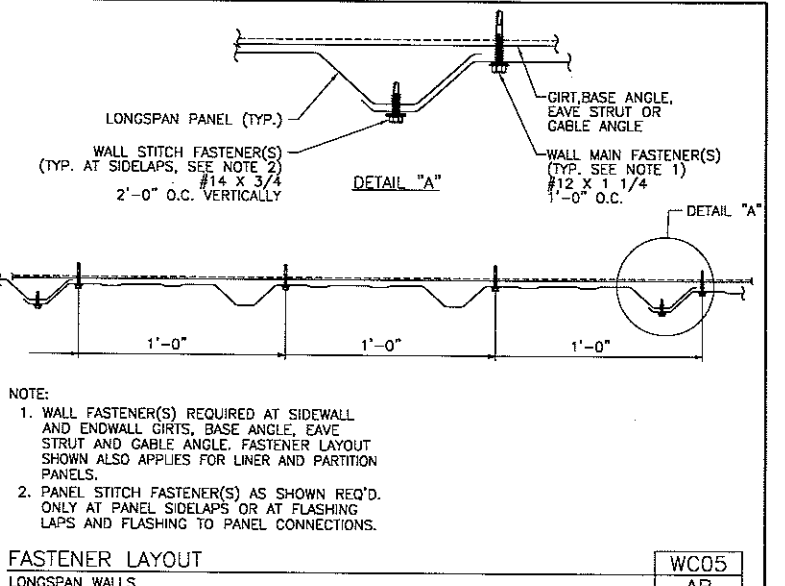 LONGSPAN PANEL (TYP.)
GIRT,BASE ANGLE,
EAVE STRUT OR
GABLE ANGLE
WALL STITCH FASTENER(S)
(TYP. AT SIDELAPS, SEE NOTE 2)
#14 X 3/4
2'-0" O.C. VERTICALLY
DETAIL "A"
WALL MAIN FASTENER(S)
(TYP. SEE NOTE 1)
#12 X 1 1/4
1'-0" O.C.
DETAIL "A"
1'-0"
1'-0"
1'-0"
NOTE:
1. WALL FASTENER(S) REQUIRED AT SIDEWALL
AND ENDWALL GIRTS, BASE ANGLE, EAVE
STRUT AND GABLE ANGLE. FASTENER LAYOUT
SHOWN ALSO APPLIES FOR LINER AND PARTITION
PANELS.
2. PANEL STITCH FASTENER(S) AS SHOWN REQ'D.
ONLY AT PANEL SIDELAPS OR AT FLASHING
LAPS AND FLASHING TO PANEL CONNECTIONS.
FASTENER LAYOUT
WC05
LONGSPAN WALLS
AB